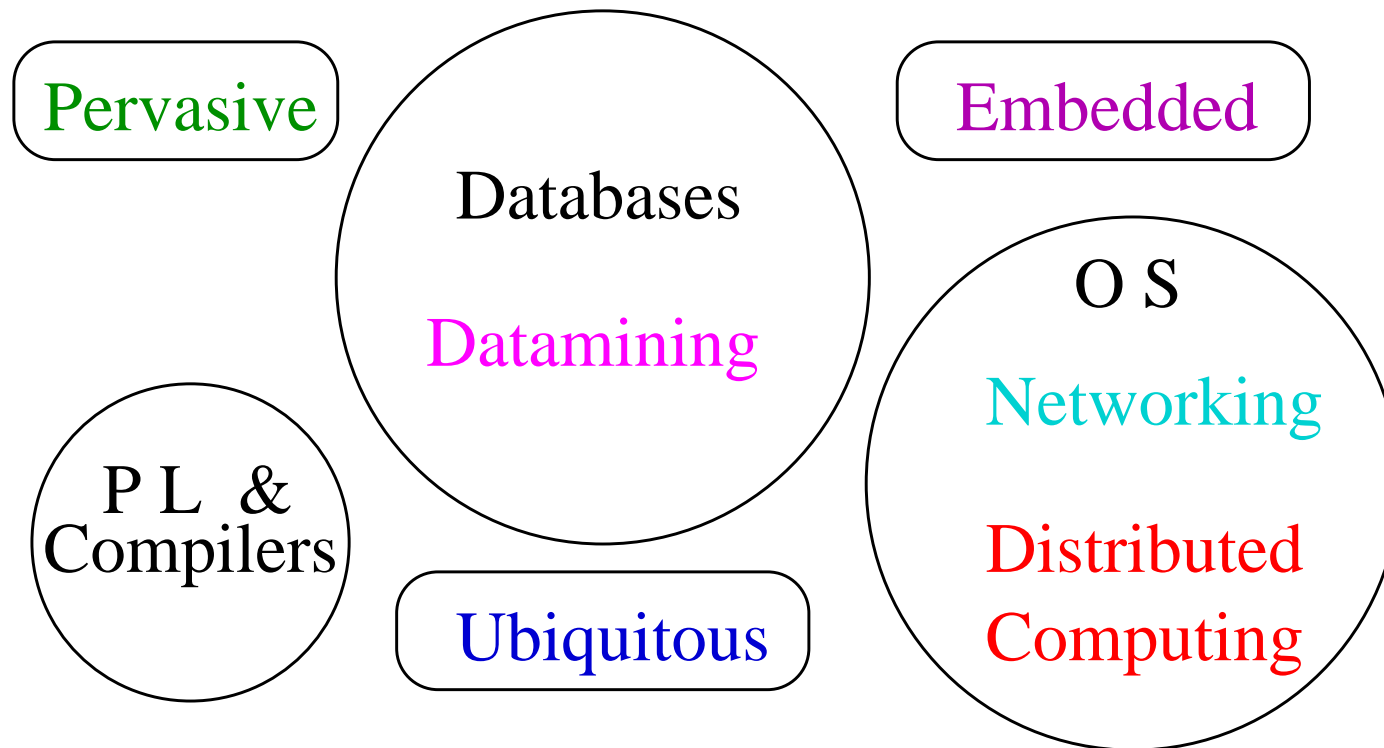 Pervasive
Embedded
Databases
Datamining
O S
Networking
Distributed
Computing
P L &
Compilers
Ubiquitous